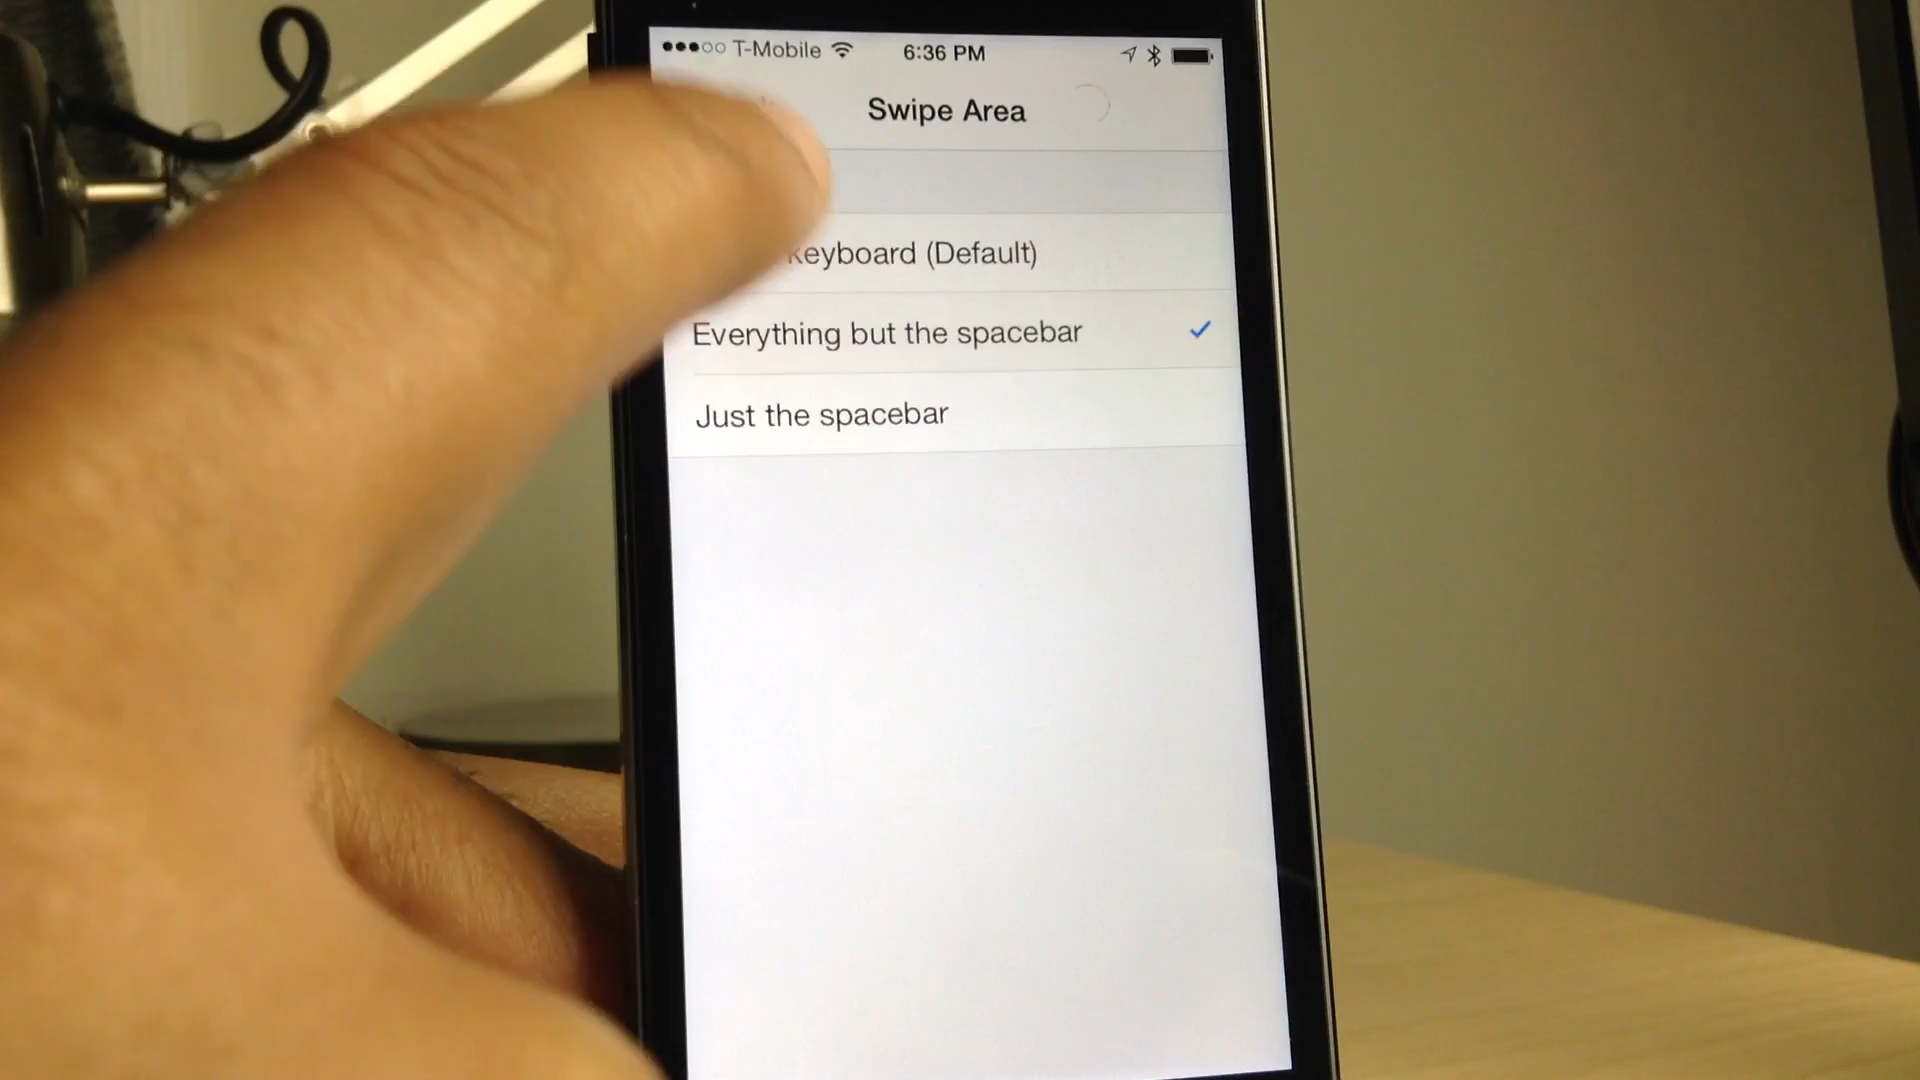 T-Mobile 6:36 PM
Swipe Area
keyboard (Default)
Everything but the spacebar
Just the spacebar